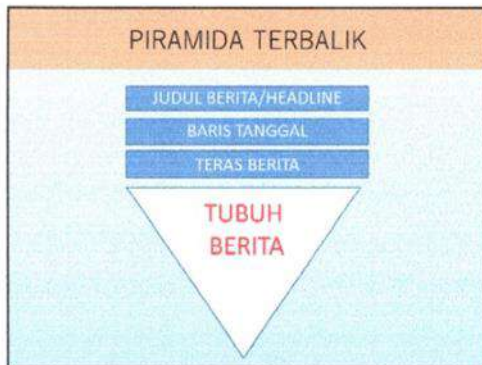 PIRAMIDA TERBALIK
JUDUL BERITA/HEADLINE
BARIS TANGGAL
TERAS BERITA
TUBUH
BERITA